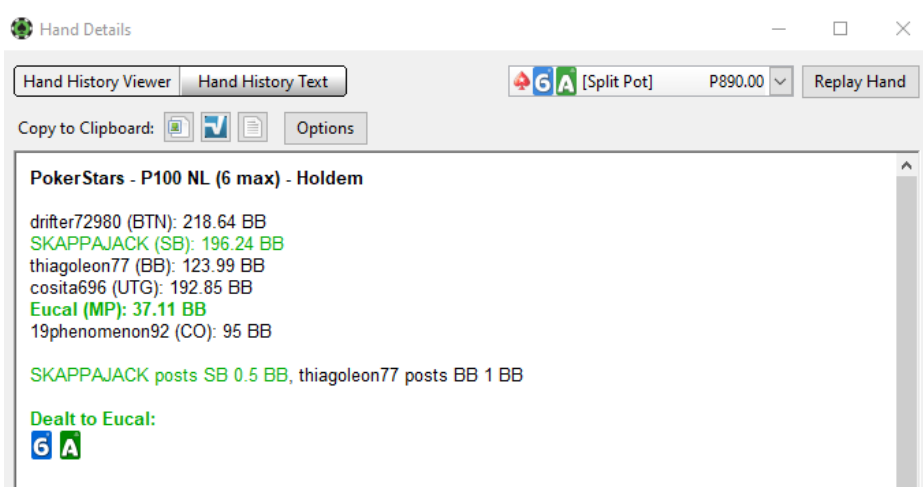 Hand Details
Hand History Viewer Hand History Text 6 A [Split Pot] P890.00 Replay Hand
Copy to Clipboard: Options
PokerStars - P100 NL (6 max) - Holdem
drifter72980 (BTN): 218.64 BB
SKAPPAJACK (SB): 196.24 BB
thiagoleon77 (BB): 123.99 BB
cosita696 (UTG): 192.85 BB
Eucal (MP): 37.11 BB
19phenomenon92 (CO): 95 BB
SKAPPAJACK posts SB 0.5 BB, thiagoleon77 posts BB 1 BB
Dealt to Eucal:
6 A